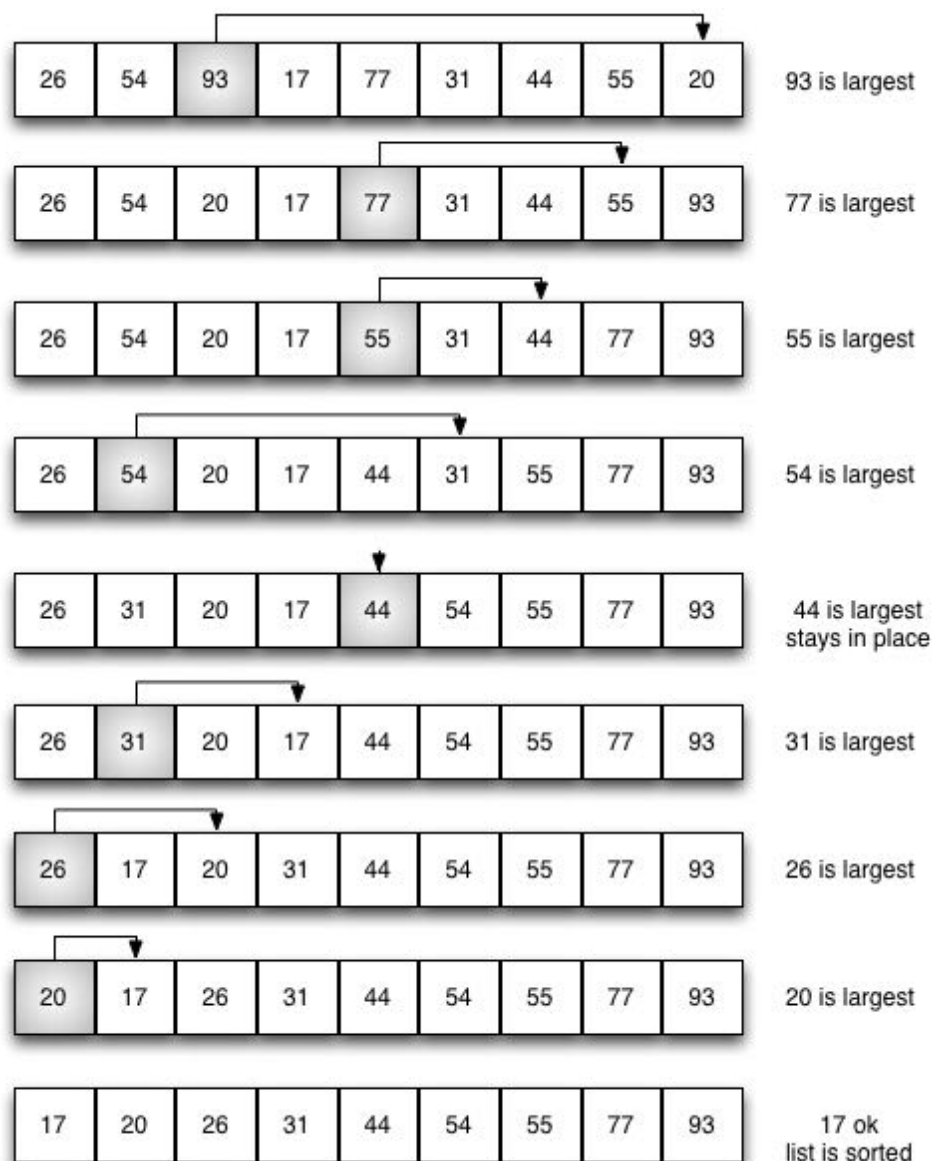 26 54 93 17 77 31 44 55 20 93 is largest
26 54 20 17 77 31 44 55 93 77 is largest
26 54 20 17 55 31 44 77 93 55 is largest
26 54 20 17 44 31 55 77 93 54 is largest
26 31 20 17 44 54 55 77 93 44 is largest
stays in place
26 31 20 17 44 54 55 77 93 31 is largest
26 17 20 31 44 54 55 77 93 26 is largest
20 17 26 31 44 54 55 77 93 20 is largest
17 20 26 31 44 54 55 77 93 17 ok
list is sorted